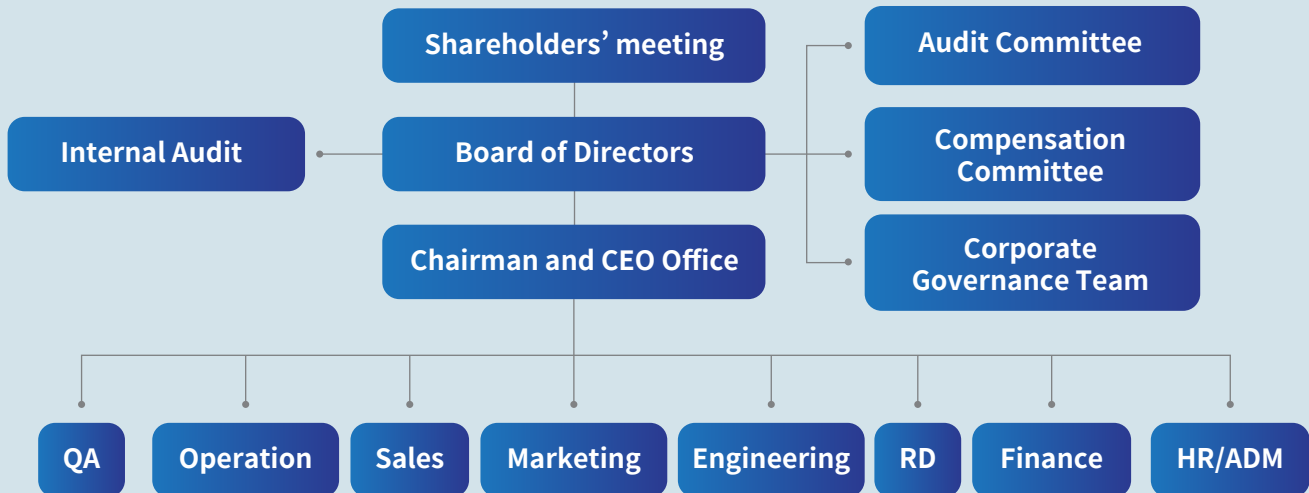 Shareholders’ meeting
Audit Committee
Internal Audit
Board of Directors
Compensation
Committee
Chairman and CEO Office
Corporate
Governance Team
QA
Operation
Sales
Marketing
Engineering
RD
Finance
HR/ADM